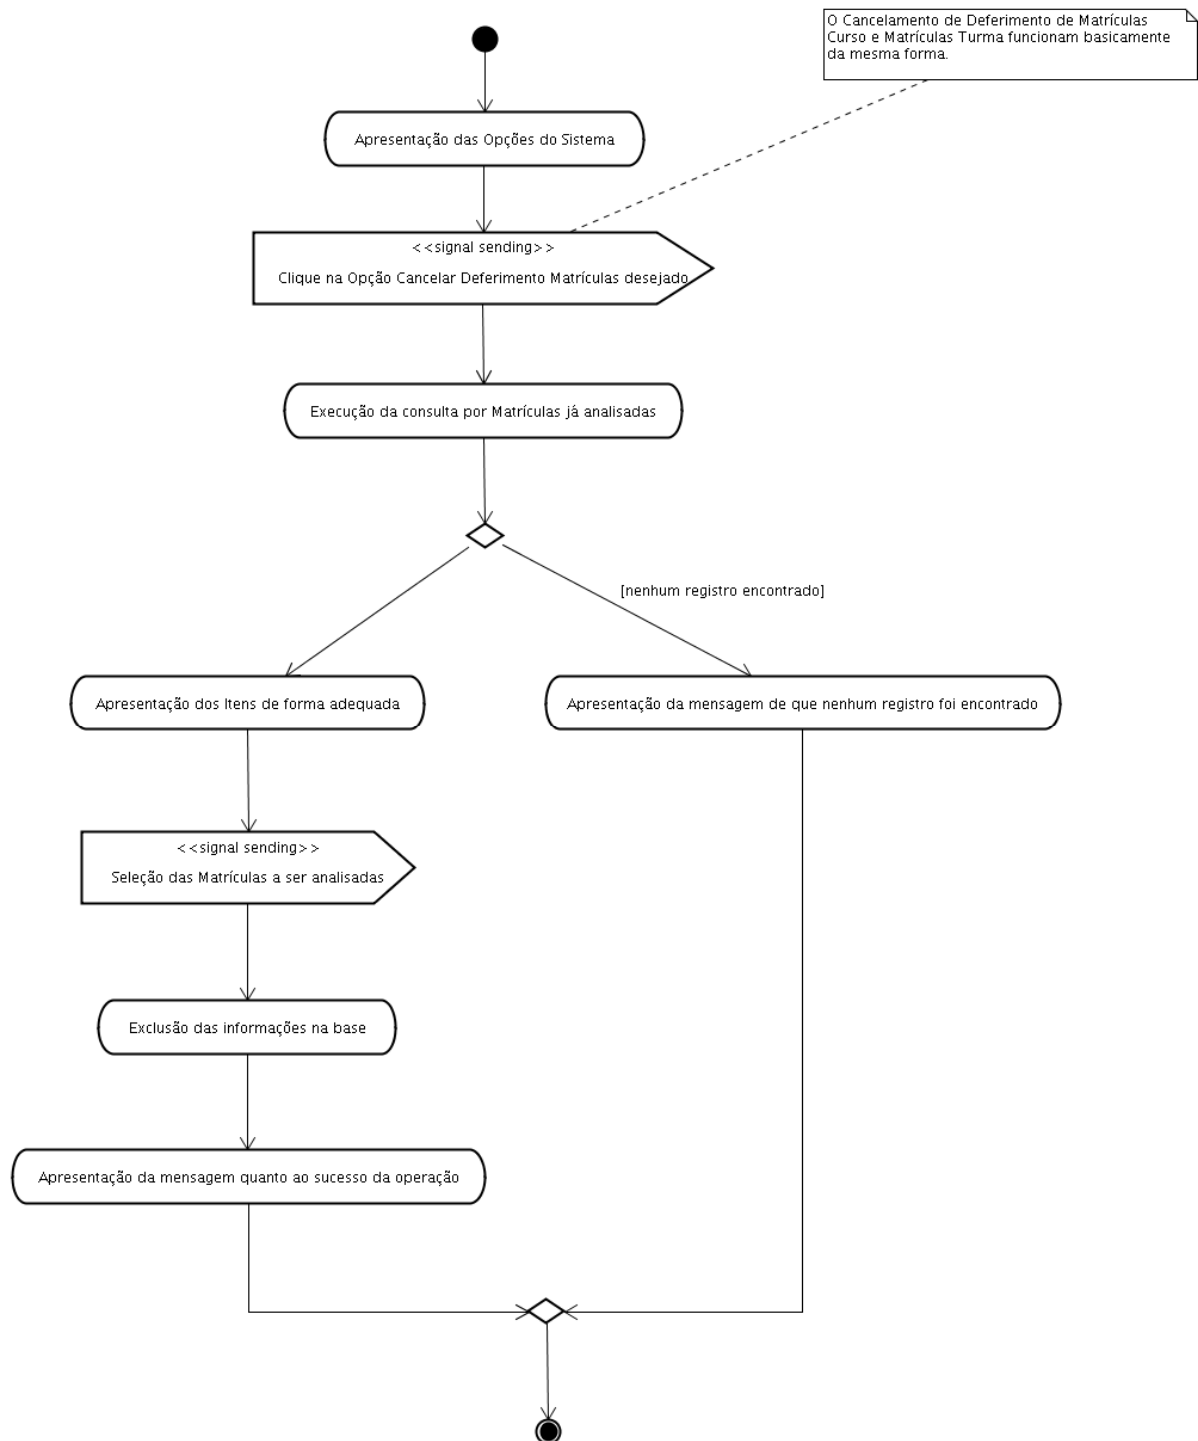 O Cancelamento de Deferimento de Matrículas
Curso e Matrículas Turma funcionam basicamente
da mesma forma.
Apresentação das Opções do Sistema
<<signal sending>>
Clique na Opção Cancelar Deferimento Matrículas desejado
Execução da consulta por Matrículas já analisadas
[nenhum registro encontrado]
Apresentação dos Itens de forma adequada
Apresentação da mensagem de que nenhum registro foi encontrado
<<signal sending>>
Seleção das Matrículas a ser analisadas
Exclusão das informações na base
Apresentação da mensagem quanto ao sucesso da operação